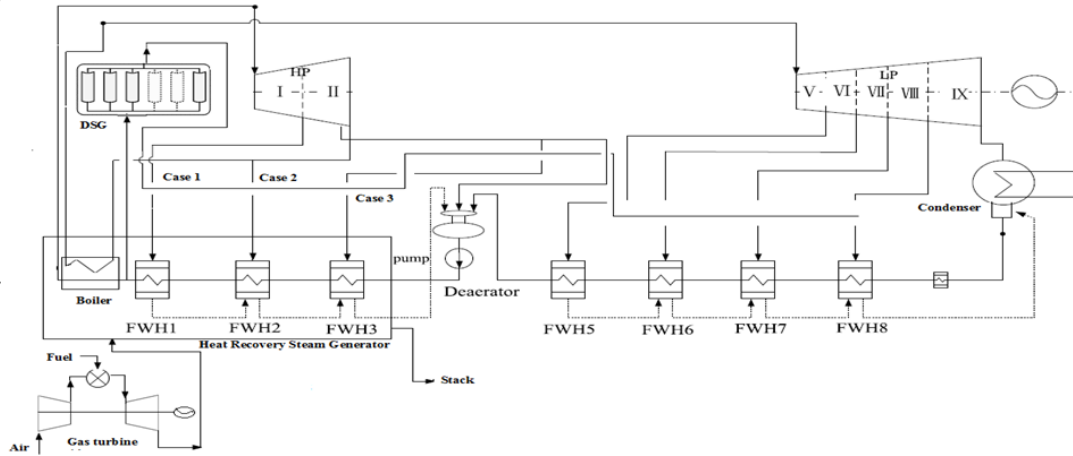 HP
LP
I
II
V
VI
VII
VIII
IX
DSG
Case 1
Case 2
Case 3
Condenser
pump
Deaerator
Boiler
FWH1
FWH2
FWH3
FWH5
FWH6
FWH7
FWH8
Heat Recovery Steam Generator
Fuel
Stack
Gas turbine
Air